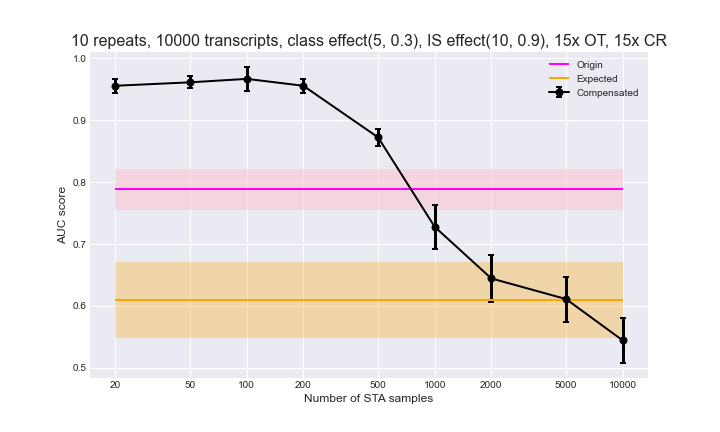 10 repeats, 10000 transcripts, class effect(5, 0.3), IS effect(10, 0.9), 15x OT, 15x CR
1.0
0.9
0.8
0.7
0.6
0.5
AUC score
Origin
Expected
Compensated
20 50 100 200 500 1000 2000 5000 10000
Number of STA samples